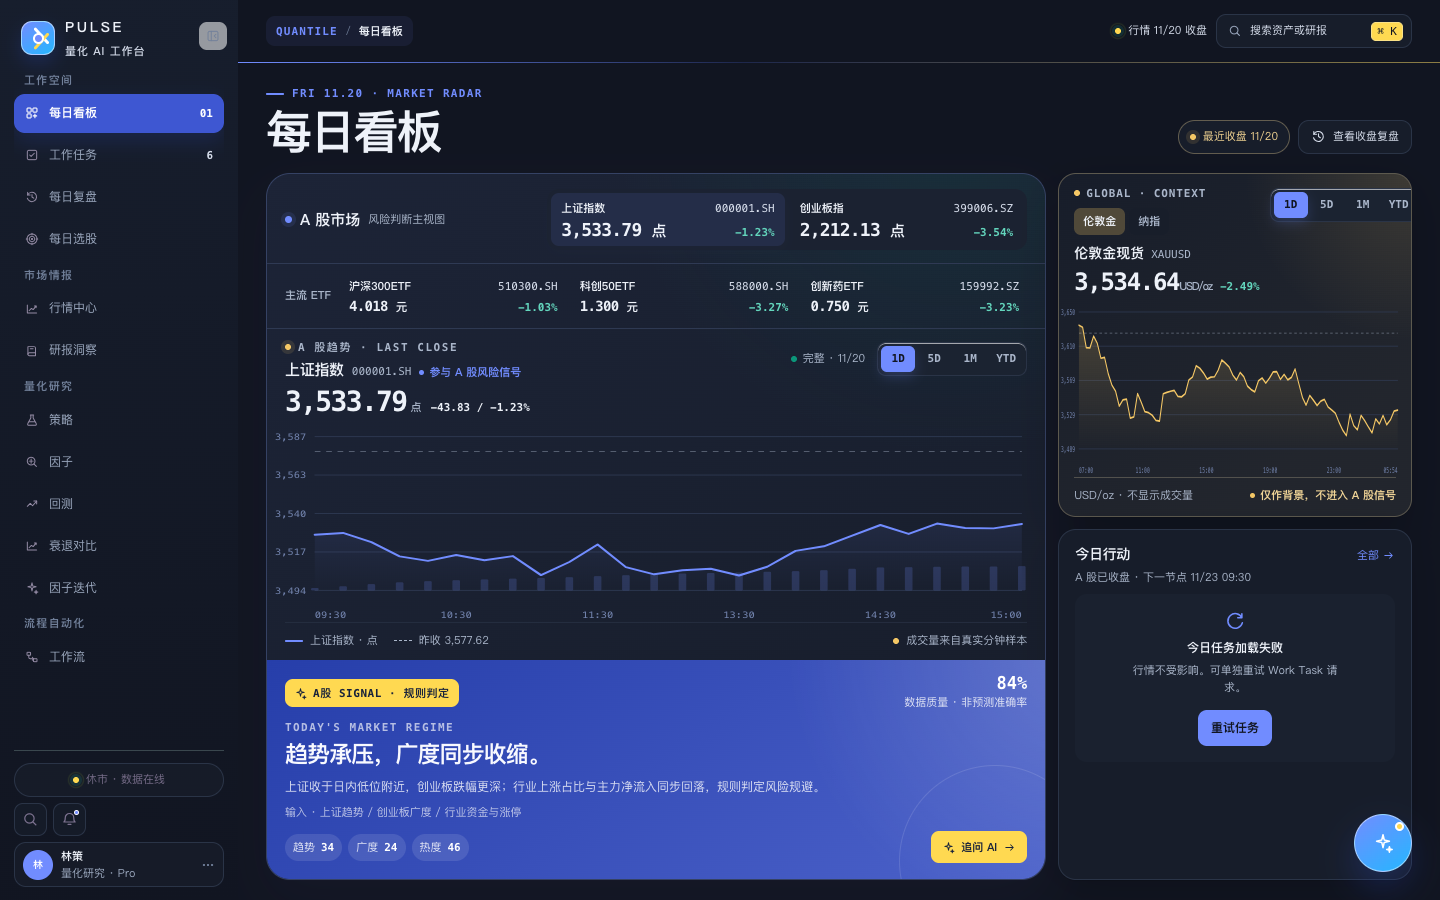 PULSE
量化 AI 工作台
工作空间
每日看板 01
工作任务 6
每日复盘
每日选股
市场情报
行情中心
研报洞察
量化研究
策略
因子
回测
衰退对比
因子迭代
流程自动化
工作流
休市 · 数据在线
林
林策
量化研究 · Pro
QUANTILE / 每日看板
行情 11/20 收盘
搜索资产或研报
⌘ K
FRI 11.20 · MARKET RADAR
每日看板
最近收盘 11/20
查看收盘复盘
A 股市场 风险判断主视图
上证指数 000001.SH
3,533.79 点 −1.23%
创业板指 399006.SZ
2,212.13 点 −3.54%
主流 ETF
沪深300ETF 510300.SH
4.018 元 −1.03%
科创50ETF 588000.SH
1.300 元 −3.27%
创新药ETF 159992.SZ
0.750 元 −3.23%
A 股趋势 · LAST CLOSE
上证指数 000001.SH 参与 A 股风险信号
3,533.79 点 −43.83 / −1.23%
完整 · 11/20
1D 5D 1M YTD
3,587
3,563
3,540
3,517
3,494
09:30 10:30 11:30 13:30 14:30 15:00
上证指数 · 点 昨收 3,577.62
成交量来自真实分钟样本
A股 SIGNAL · 规则判定
84%
数据质量 · 非预测准确率
TODAY'S MARKET REGIME
趋势承压，广度同步收缩。
上证收于日内低位附近，创业板跌幅更深；行业上涨占比与主力净流入同步回落，规则判定风险规避。
输入 · 上证趋势 / 创业板广度 / 行业资金与涨停
趋势 34 广度 24 热度 46
追问 AI →
GLOBAL · CONTEXT
1D 5D 1M YTD
伦敦金 纳指
伦敦金现货 XAUUSD
3,534.64 USD/oz −2.49%
3,650
3,610
3,569
3,529
3,489
07:00 11:00 15:00 19:00 23:00 05:54
USD/oz · 不显示成交量
仅作背景，不进入 A 股信号
今日行动
全部 →
A 股已收盘 · 下一节点 11/23 09:30
今日任务加载失败
行情不受影响。可单独重试 Work Task 请
求。
重试任务